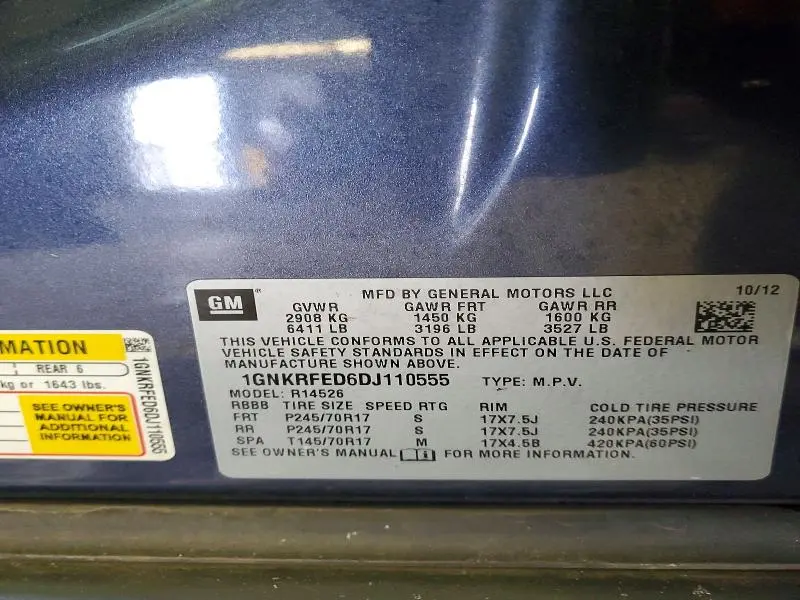 GM
MFD BY GENERAL MOTORS LLC 10/12
GVWR GAWR FRT GAWR RR
2908 KG 1450 KG 1600 KG
6411 LB 3196 LB 3527 LB
THIS VEHICLE CONFORMS TO ALL APPLICABLE U.S. FEDERAL MOTOR
VEHICLE SAFETY STANDARDS IN EFFECT ON THE DATE OF
MANUFACTURE SHOWN ABOVE.
1GNKRFED6DJ110555 TYPE: M.P.V.
MODEL: R14526
RBBB TIRE SIZE SPEED RTG RIM COLD TIRE PRESSURE
FRT P245/70R17 S 17X7.5J 240KPA(35PSI)
RR P245/70R17 S 17X7.5J 240KPA(35PSI)
SPA T145/70R17 M 17X4.5B 420KPA(60PSI)
SEE OWNER'S MANUAL FOR MORE INFORMATION.
MATION
REAR 6
kg or 1643 lbs.
SEE OWNER'S
MANUAL FOR
ADDITIONAL
INFORMATION
1GNKRFED6DJ110555